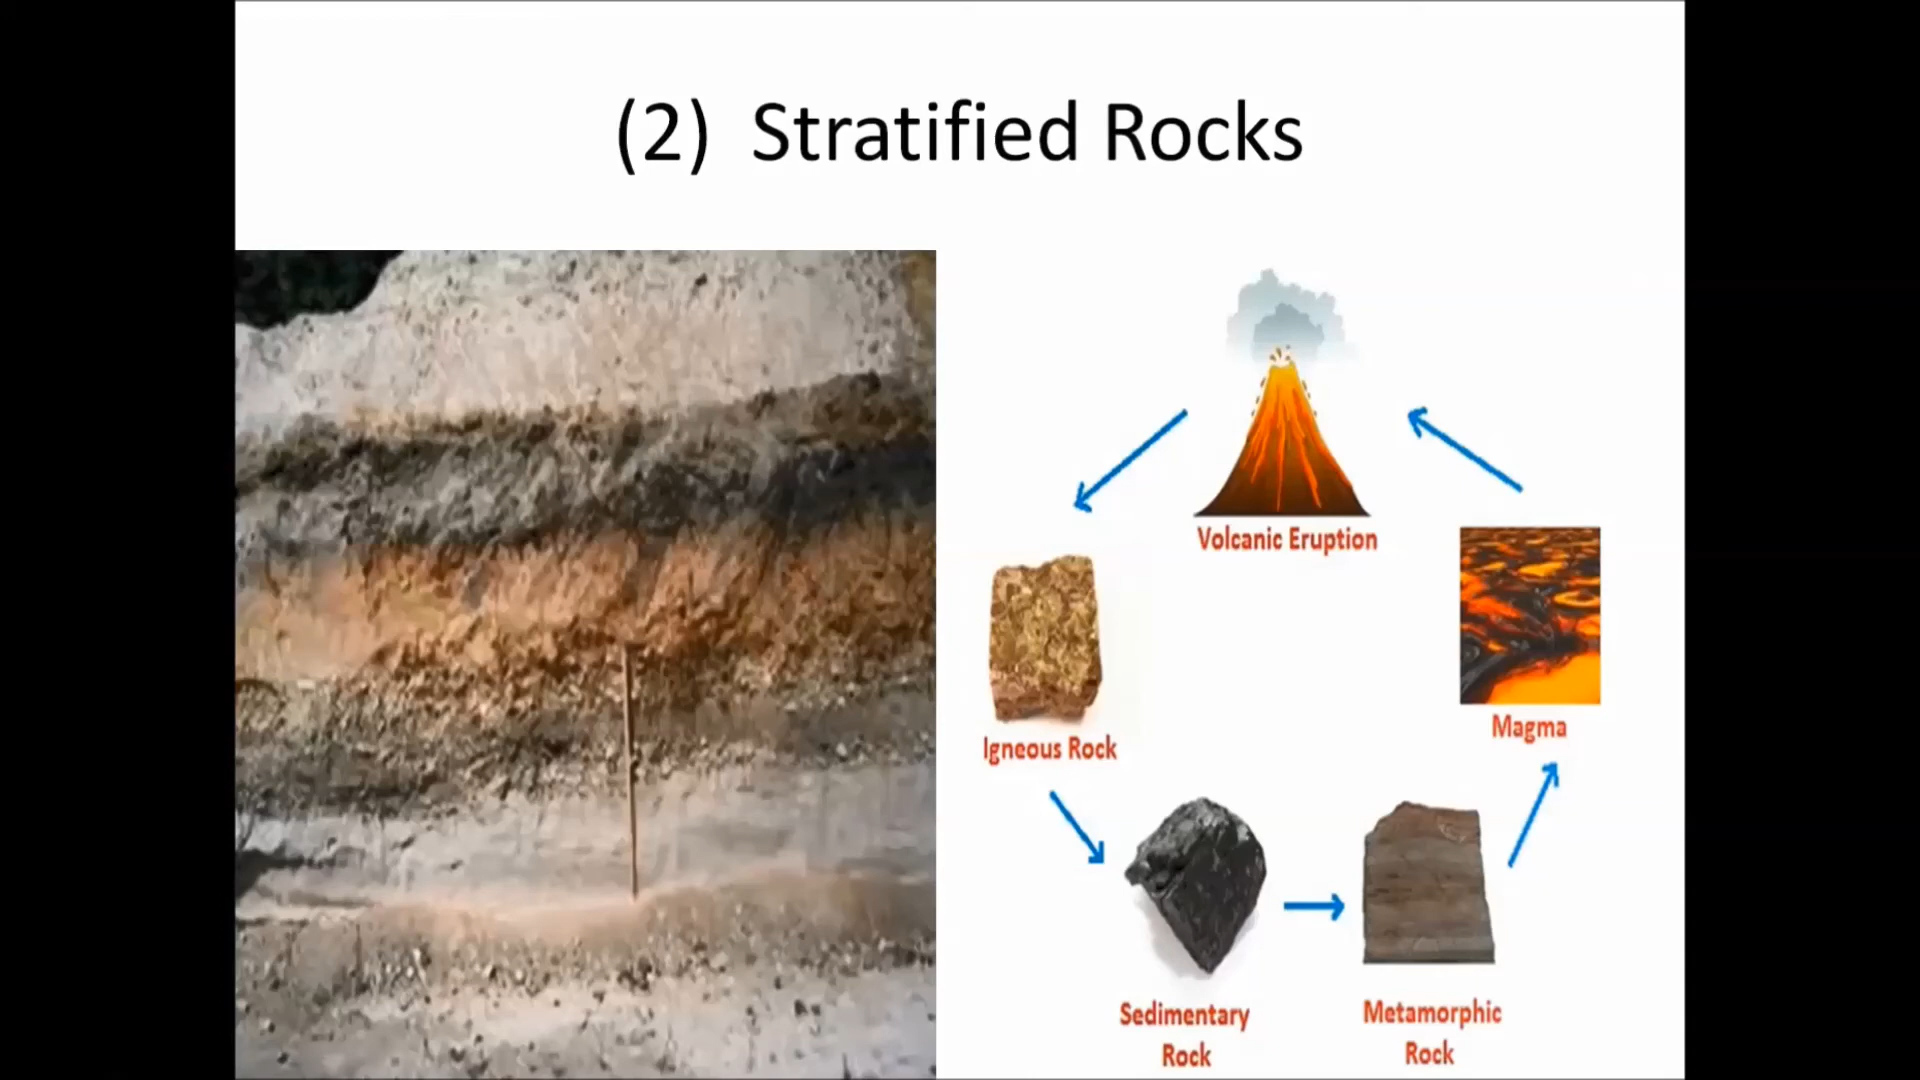 (2) Stratified Rocks
Volcanic Eruption
Igneous Rock
Magma
Sedimentary
Rock
Metamorphic
Rock